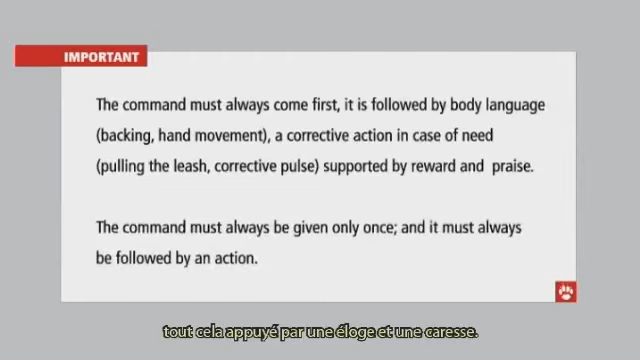 IMPORTANT
The command must always come first, it is followed by body language
(backing, hand movement), a corrective action in case of need
(pulling the leash, corrective pulse) supported by reward and praise.
The command must always be given only once; and it must always
be followed by an action.
tout cela appuyé par une éloge et une caresse.